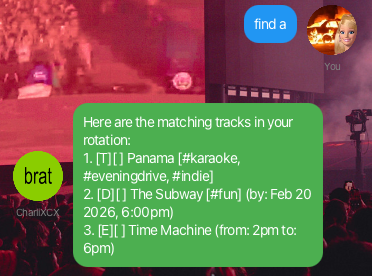 find a
You
Here are the matching tracks in your
rotation:
1. [T][ ] Panama [#karaoke,
#eveningdrive, #indie]
2. [D][ ] The Subway [#fun] (by: Feb 20
2026, 6:00pm)
3. [E][ ] Time Machine (from: 2pm to:
6pm)
brat
CharliXCX